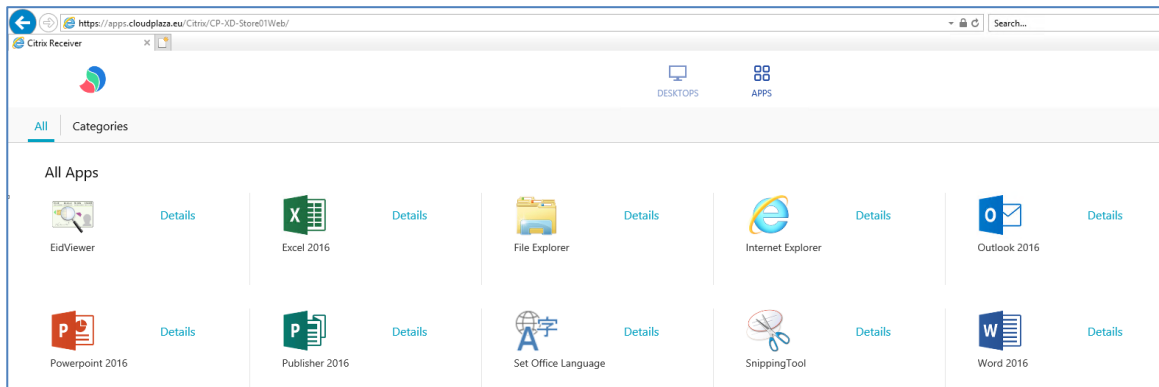 https://apps.cloudplaza.eu/Citrix/CP-XD-Store01Web/
Search...
Citrix Receiver
DESKTOPS
APPS
All
Categories
All Apps
Details
Details
Details
Details
Details
EidViewer
Excel 2016
File Explorer
Internet Explorer
Outlook 2016
Details
Details
Details
Details
Details
Powerpoint 2016
Publisher 2016
Set Office Language
SnippingTool
Word 2016